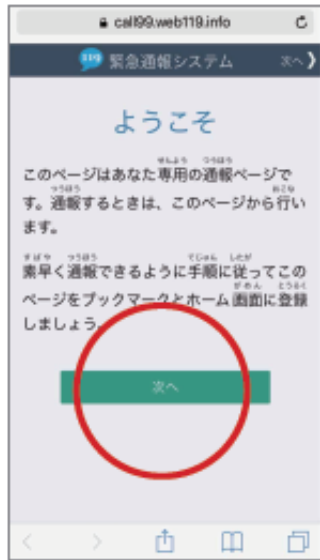 call99.web119.info
119 緊急通報システム 次へ
ようこそ
このページはあなた専用の通報ページで
す。通報するときは、このページから行い
ます。
素早く通報できるように手順に従ってこの
ページをブックマークとホーム画面に登録
しましょう。
次へ